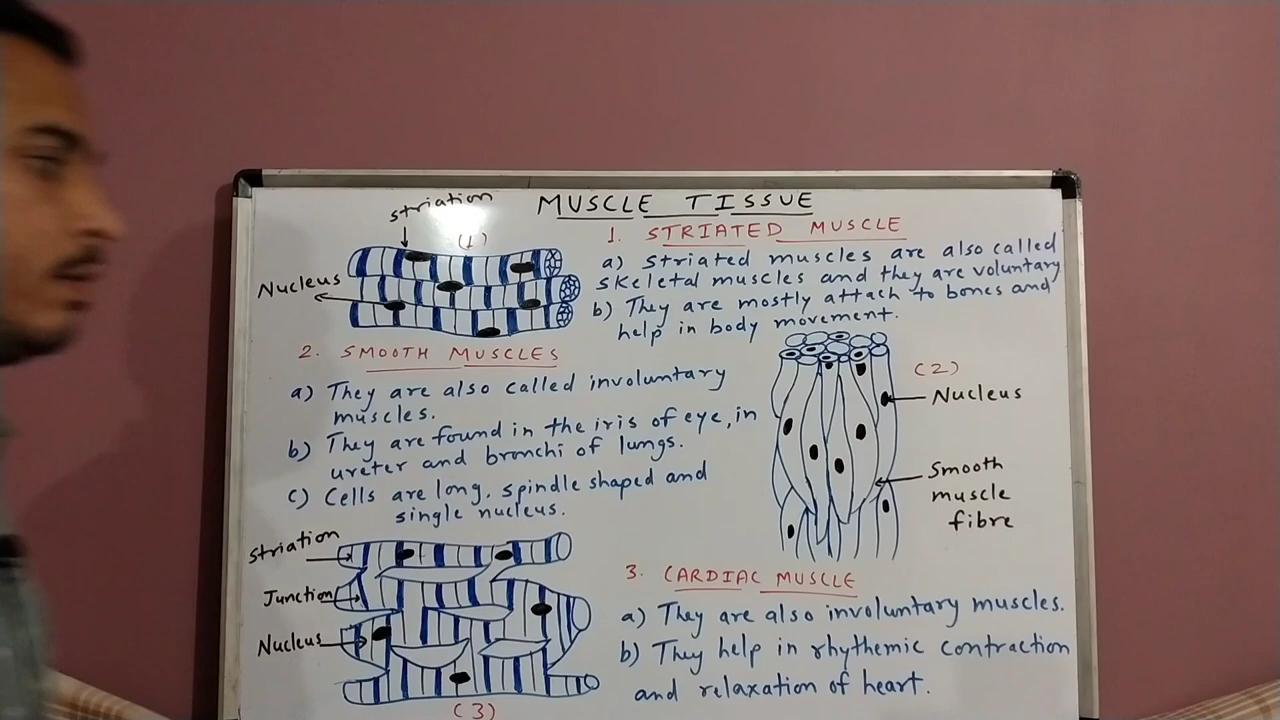 MUSCLE TISSUE
striation
(1)
Nucleus
1. STRIATED MUSCLE
a) Striated muscles are also called
skeletal muscles and they are voluntary
b) They are mostly attach to bones and
help in body movement.
2. SMOOTH MUSCLES
a) They are also called involuntary
muscles.
b) They are found in the iris of eye, in
ureter and bronchi of lungs.
c) Cells are long, spindle shaped and
single nucleus.
(2)
Nucleus
Smooth
muscle
fibre
striation
Junction
Nucleus
(3)
3. CARDIAC MUSCLE
a) They are also involuntary muscles.
b) They help in rhythemic contraction
and relaxation of heart.